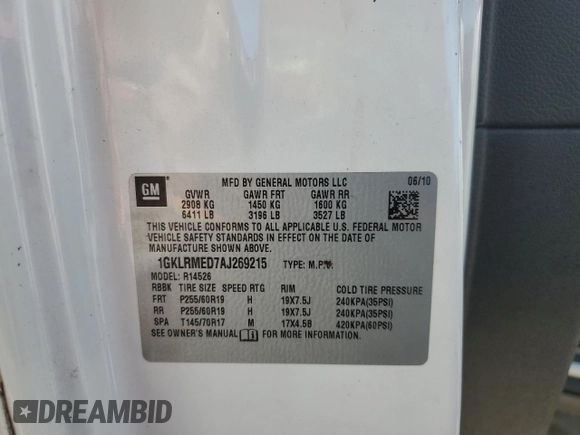 GM
MFD BY GENERAL MOTORS LLC 06/10
GVWR GAWR FRT GAWR RR
2908 KG 1450 KG 1600 KG
6411 LB 3196 LB 3527 LB
THIS VEHICLE CONFORMS TO ALL APPLICABLE U.S. FEDERAL MOTOR
VEHICLE SAFETY STANDARDS IN EFFECT ON THE DATE OF
MANUFACTURE SHOWN ABOVE.
1GKLRMED7AJ269215 TYPE: M.P.V.
MODEL: R14526
RBBK TIRE SIZE SPEED RTG RIM COLD TIRE PRESSURE
FRT P255/60R19 H 19X7.5J 240KPA(35PSI)
RR P255/60R19 H 19X7.5J 240KPA(35PSI)
SPA T145/70R17 M 17X4.5B 420KPA(60PSI)
SEE OWNER'S MANUAL FOR MORE INFORMATION.
DREAMBID